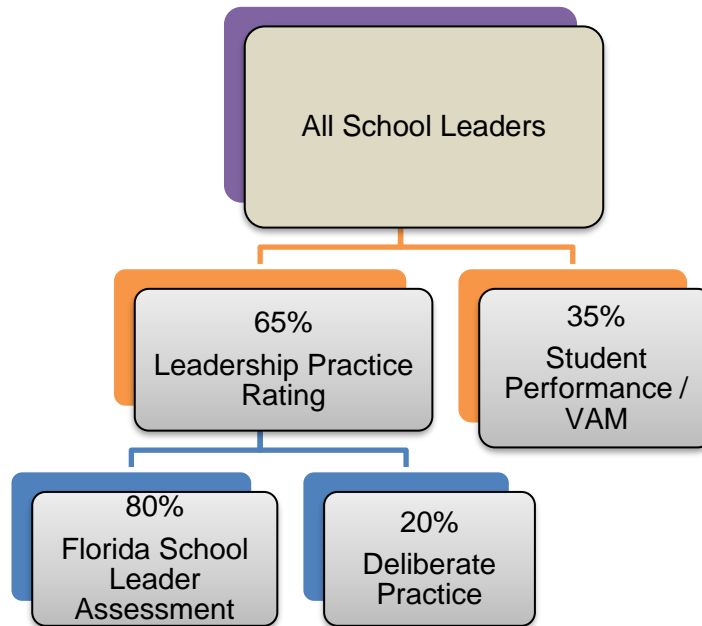 All School Leaders
65%
Leadership Practice
Rating
35%
Student
Performance /
VAM
80%
Florida School
Leader
Assessment
20%
Deliberate
Practice